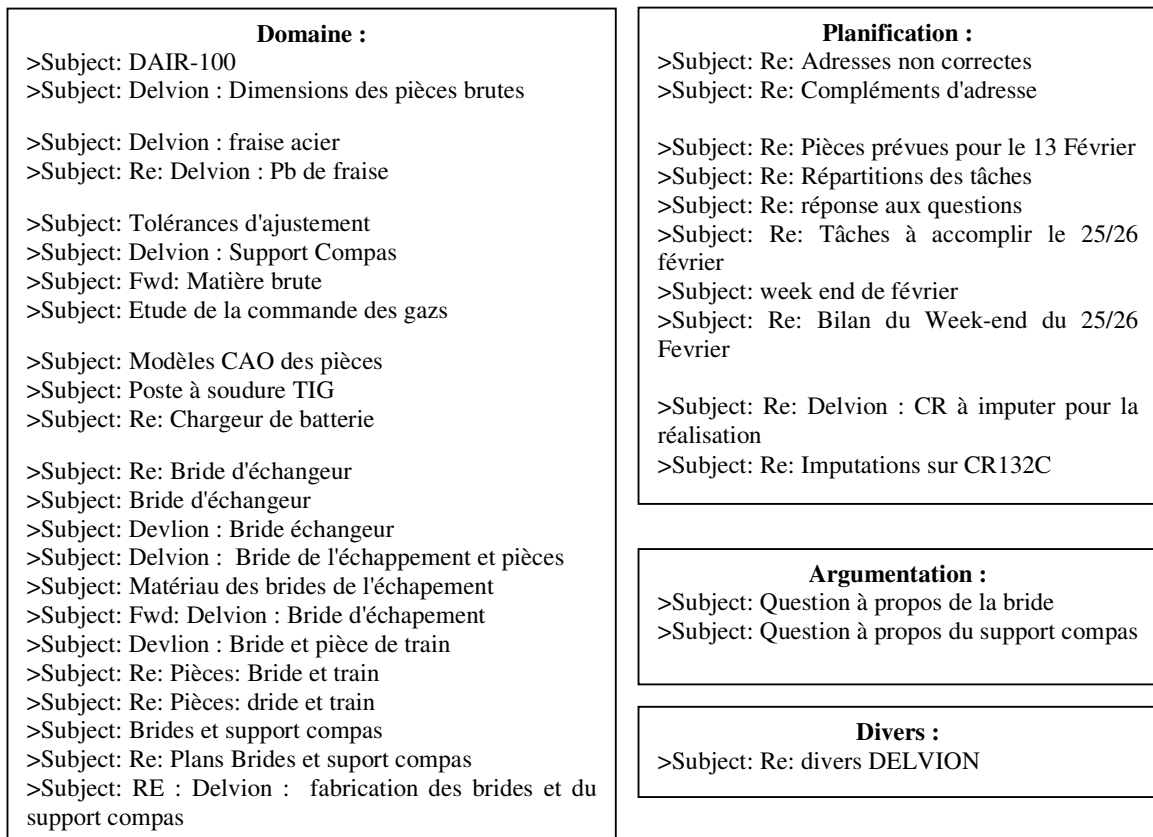 Domaine :
>Subject: DAIR-100
>Subject: Delvion : Dimensions des pièces brutes
>Subject: Delvion : fraise acier
>Subject: Re: Delvion : Pb de fraise
>Subject: Tolérances d'ajustement
>Subject: Delvion : Support Compas
>Subject: Fwd: Matière brute
>Subject: Etude de la commande des gazs
>Subject: Modèles CAO des pièces
>Subject: Poste à soudure TIG
>Subject: Re: Chargeur de batterie
>Subject: Re: Bride d'échangeur
>Subject: Bride d'échangeur
>Subject: Devlion : Bride échangeur
>Subject: Delvion :  Bride de l'échappement et pièces
>Subject: Matériau des brides de l'échapement
>Subject: Fwd: Delvion : Bride d'échapement
>Subject: Devlion : Bride et pièce de train
>Subject: Re: Pièces: Bride et train
>Subject: Re: Pièces: dride et train
>Subject: Brides et support compas
>Subject: Re: Plans Brides et suport compas
>Subject: RE : Delvion :  fabrication des brides et du
support compas
Planification :
>Subject: Re: Adresses non correctes
>Subject: Re: Compléments d'adresse
>Subject: Re: Pièces prévues pour le 13 Février
>Subject: Re: Répartitions des tâches
>Subject: Re: réponse aux questions
>Subject: Re: Tâches à accomplir le 25/26
février
>Subject: week end de février
>Subject: Re: Bilan du Week-end du 25/26
Fevrier
>Subject: Re: Delvion : CR à imputer pour la
réalisation
>Subject: Re: Imputations sur CR132C
Argumentation :
>Subject: Question à propos de la bride
>Subject: Question à propos du support compas
Divers :
>Subject: Re: divers DELVION